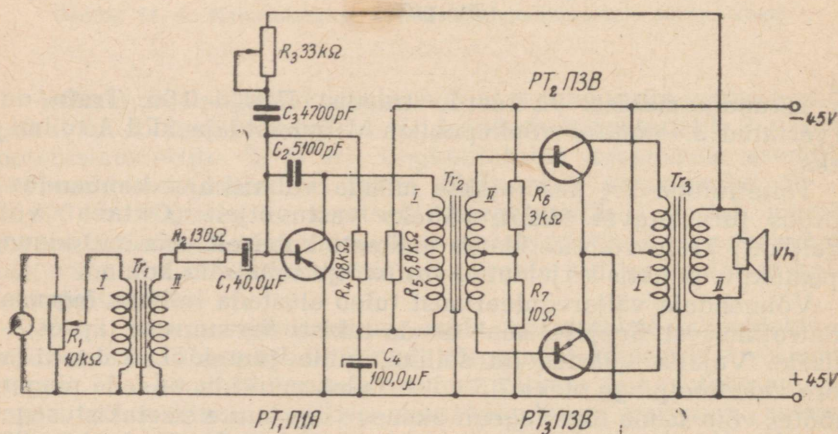 R₃ 33kΩ
C₃ 4700pF
C₂ 5100pF
PT₂ П3В
−45V
Tr₁
I
II
R₁
10kΩ
R₂ 130Ω
C₁ 40,0μF
R₄ 68kΩ
R₅ 6,8kΩ
C₄
100,0μF
I
Tr₂
II
R₆
3kΩ
R₇
10Ω
Tr₃
I
II
Vh
+45V
PT₁ П1А
PT₃ П3В